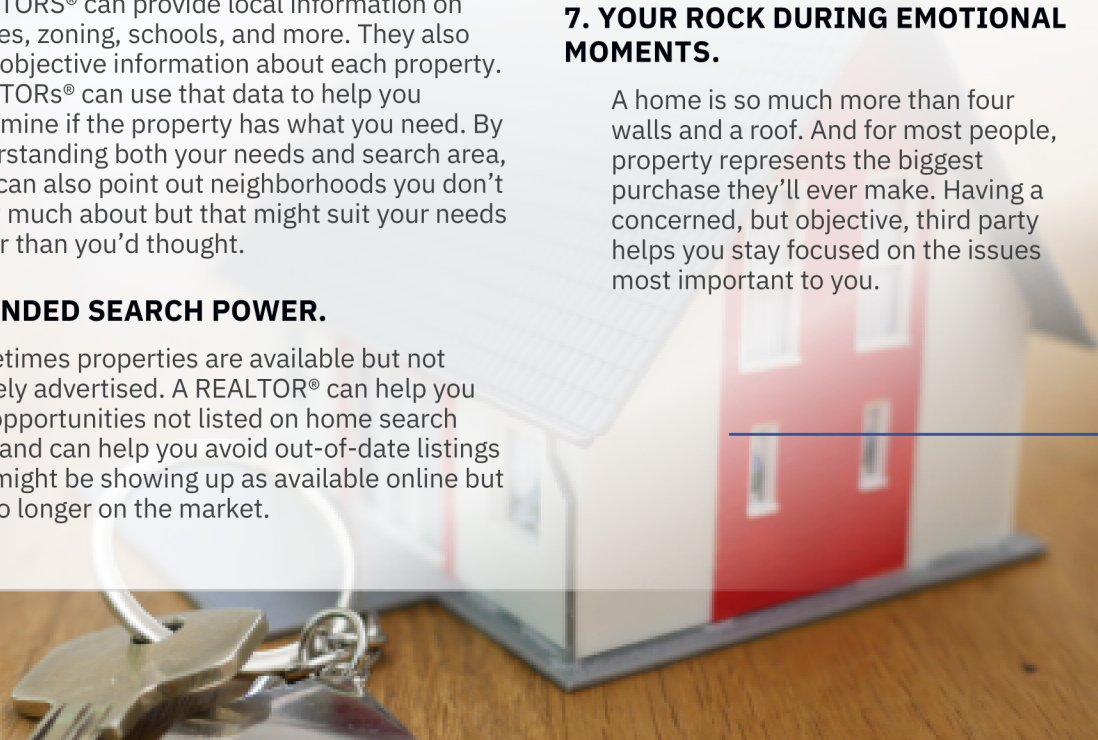 TORS® can provide local information on
es, zoning, schools, and more. They also
objective information about each property.
TORs® can use that data to help you
mine if the property has what you need. By
rstanding both your needs and search area,
can also point out neighborhoods you don’t
much about but that might suit your needs
r than you’d thought.
NDED SEARCH POWER.
etimes properties are available but not
ely advertised. A REALTOR® can help you
opportunities not listed on home search
and can help you avoid out-of-date listings
might be showing up as available online but
o longer on the market.
7. YOUR ROCK DURING EMOTIONAL
MOMENTS.
A home is so much more than four
walls and a roof. And for most people,
property represents the biggest
purchase they’ll ever make. Having a
concerned, but objective, third party
helps you stay focused on the issues
most important to you.